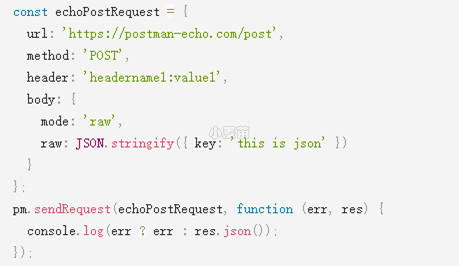 const echoPostRequest = {
  url: 'https://postman-echo.com/post',
  method: 'POST',
  header: 'headername1:value1',
  body: {
    mode: 'raw',
    raw: JSON.stringify({ key: 'this is json' })
  }
};
pm.sendRequest(echoPostRequest, function (err, res) {
  console.log(err ? err : res.json());
});